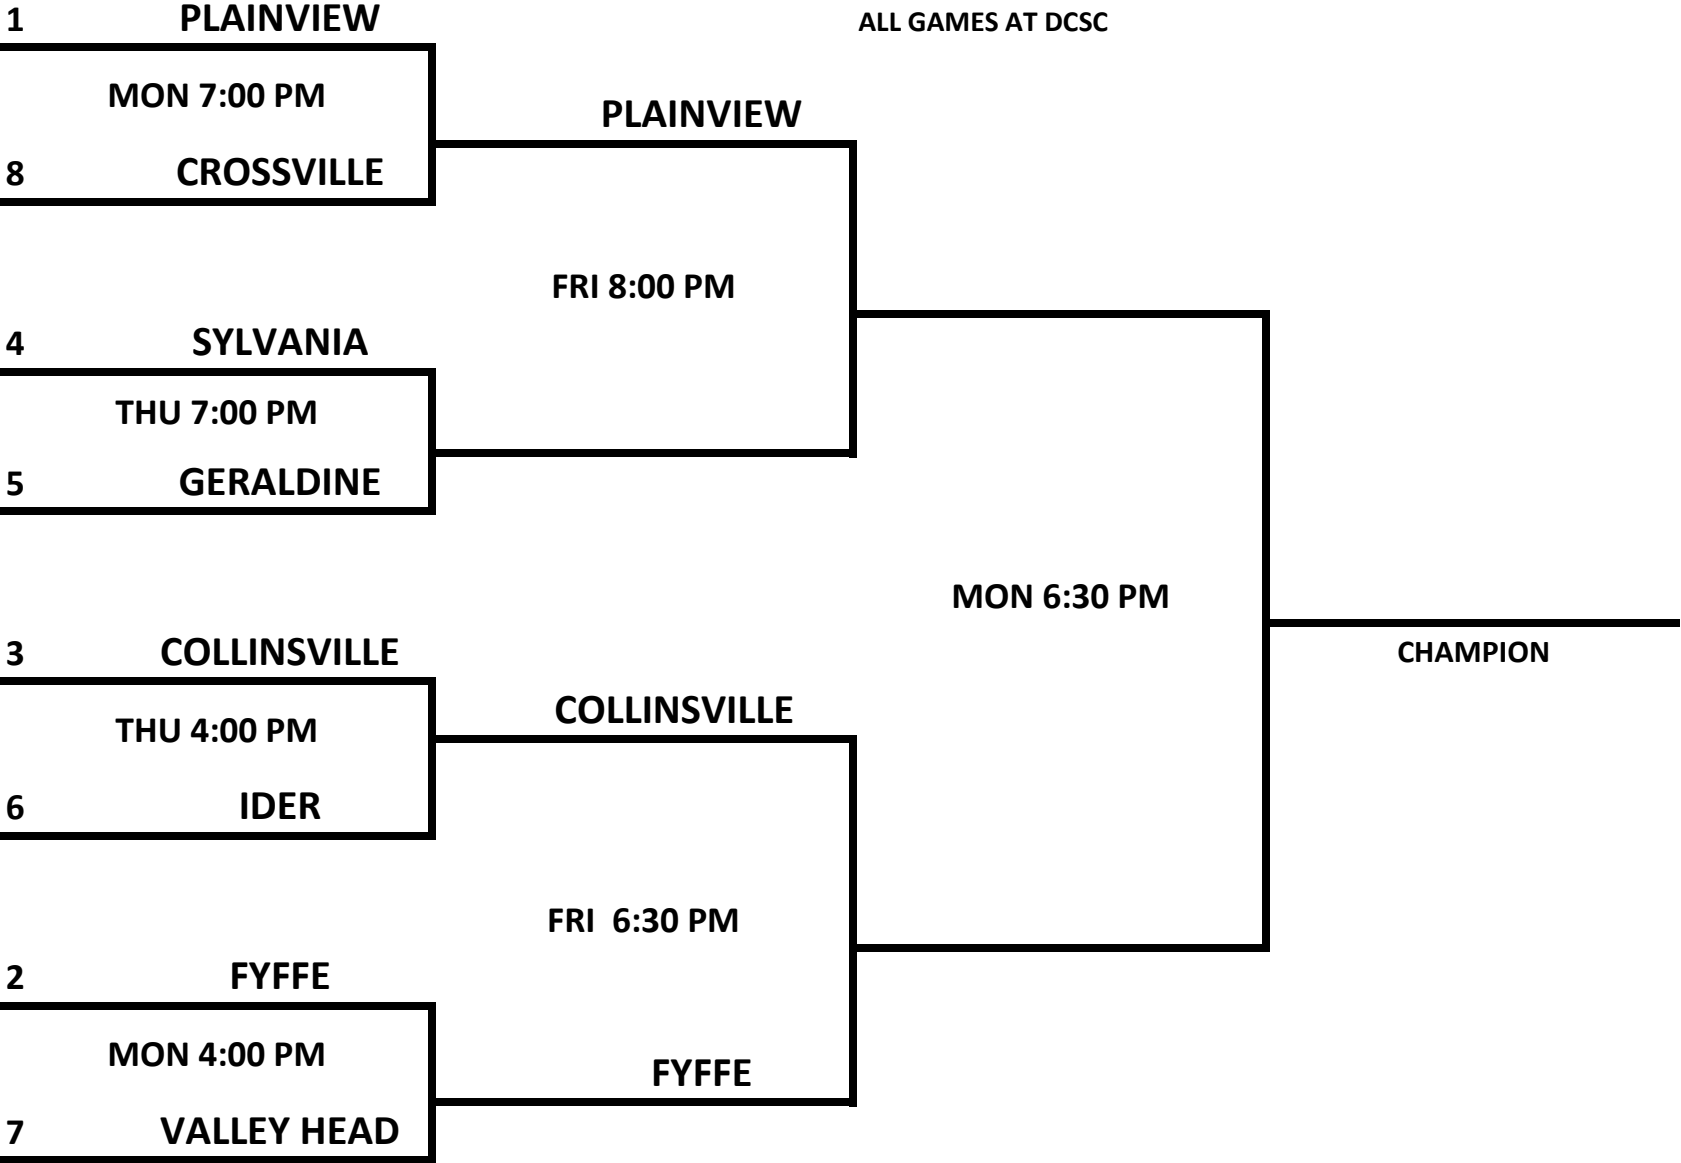 1 PLAINVIEW
ALL GAMES AT DCSC
MON 7:00 PM
PLAINVIEW
8 CROSSVILLE
FRI 8:00 PM
4 SYLVANIA
THU 7:00 PM
5 GERALDINE
MON 6:30 PM
3 COLLINSVILLE
CHAMPION
COLLINSVILLE
THU 4:00 PM
6 IDER
FRI  6:30 PM
2 FYFFE
MON 4:00 PM
FYFFE
7 VALLEY HEAD